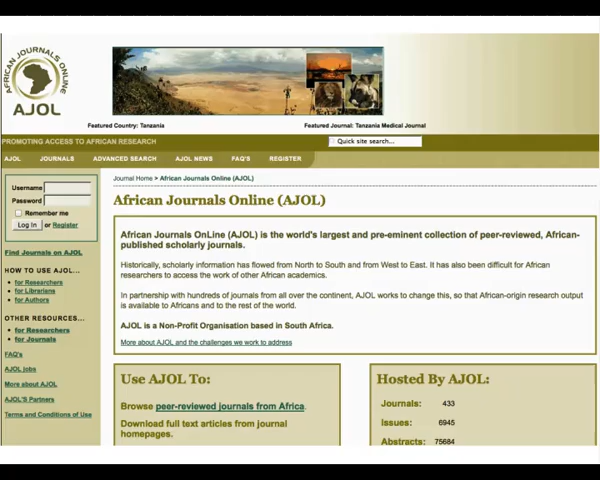 AFRICAN JOURNALS ONLINE
AJOL
Featured Country: Tanzania
Featured Journal: Tanzania Medical Journal
PROMOTING ACCESS TO AFRICAN RESEARCH
Quick site search...
AJOL JOURNALS ADVANCED SEARCH AJOL NEWS FAQ'S REGISTER
Username
Password
Remember me
Log In or Register
Find Journals on AJOL
HOW TO USE AJOL...
for Researchers
for Librarians
for Authors
OTHER RESOURCES...
for Researchers
for Journals
FAQ's
AJOL jobs
More about AJOL
AJOL'S Partners
Terms and Conditions of Use
Journal Home > African Journals Online (AJOL)
African Journals Online (AJOL)
African Journals OnLine (AJOL) is the world's largest and pre-eminent collection of peer-reviewed, African-
published scholarly journals.
Historically, scholarly information has flowed from North to South and from West to East. It has also been difficult for African
researchers to access the work of other African academics.
In partnership with hundreds of journals from all over the continent, AJOL works to change this, so that African-origin research output
is available to Africans and to the rest of the world.
AJOL is a Non-Profit Organisation based in South Africa.
More about AJOL and the challenges we work to address
Use AJOL To:
Browse peer-reviewed journals from Africa.
Download full text articles from journal
homepages.
Hosted By AJOL:
Journals: 433
Issues: 6945
Abstracts: 75684